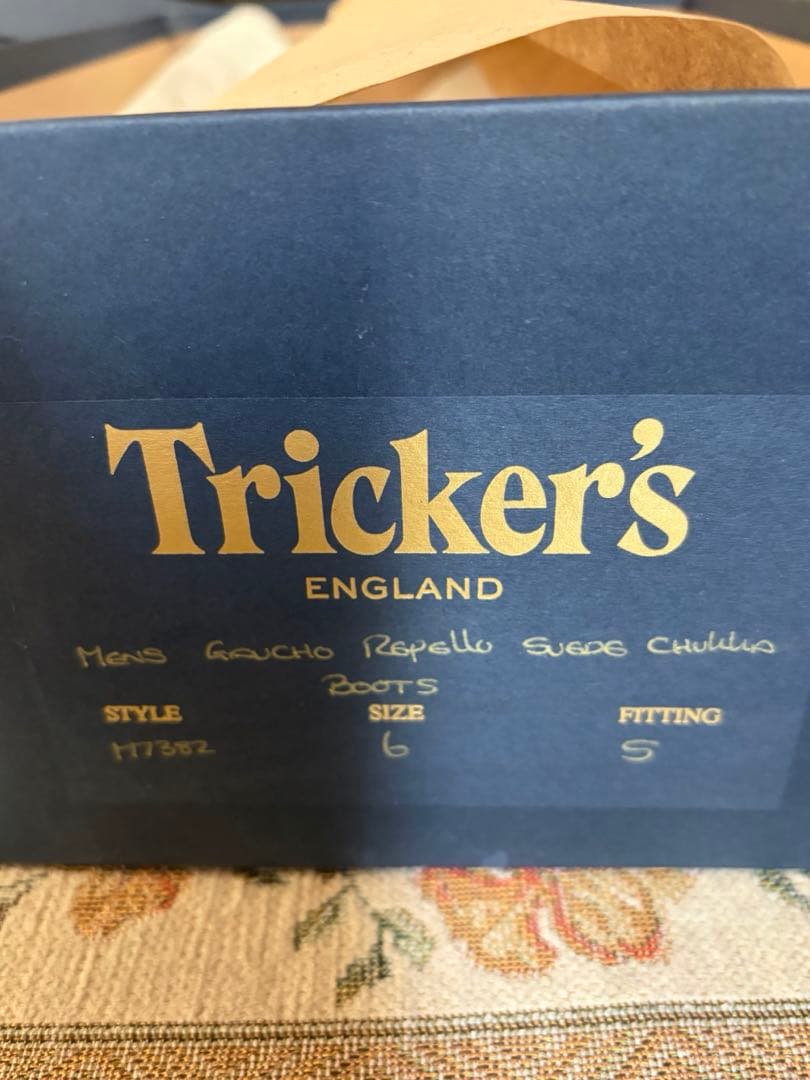 Tricker's
ENGLAND
MENS GAUCHO Repello SUEDE CHUKKA
BOOTS
STYLE SIZE FITTING
M7382 6 5